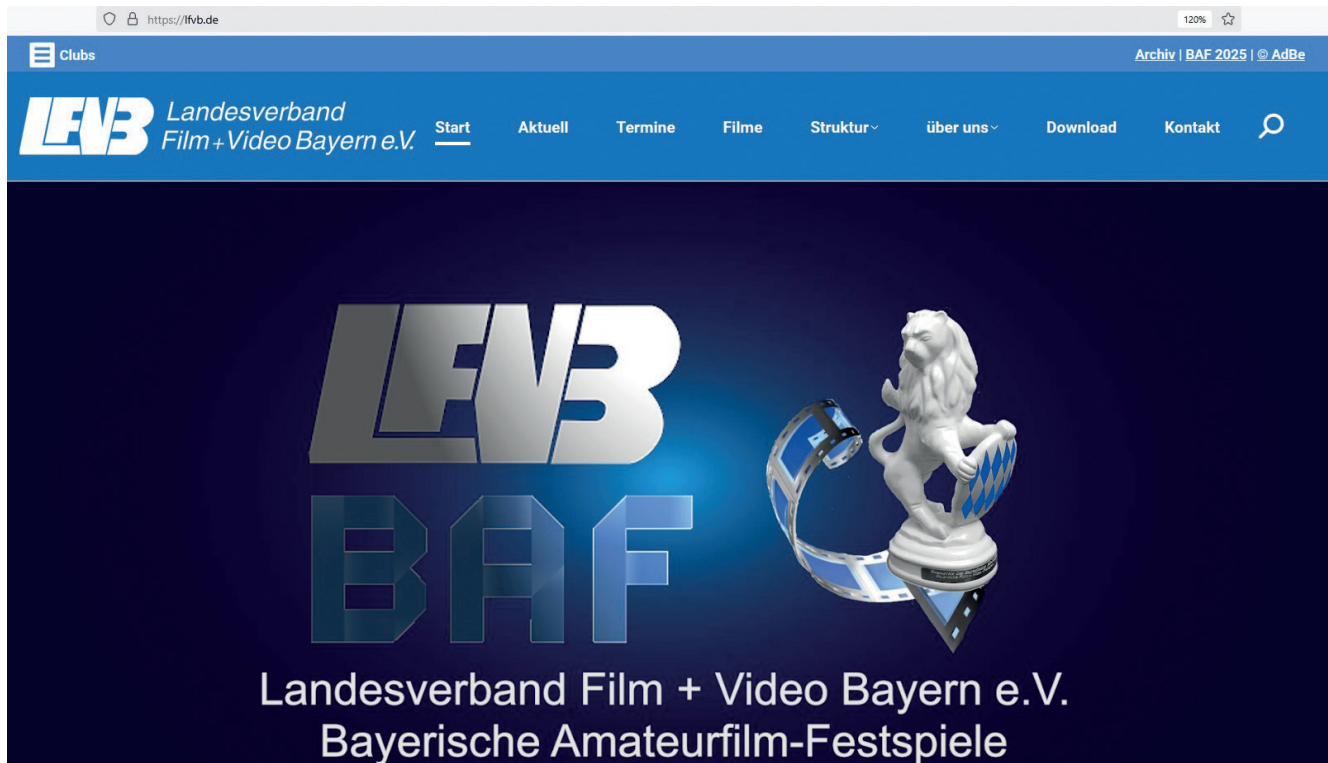 https://lfvb.de
120%
Clubs
Archiv | BAF 2025 | © AdBe
LFVB
Landesverband
Film+Video Bayern e.V.
Start Aktuell Termine Filme Struktur über uns Download Kontakt
LFVB
BAF
Landesverband Film + Video Bayern e.V.
Bayerische Amateurfilm-Festspiele